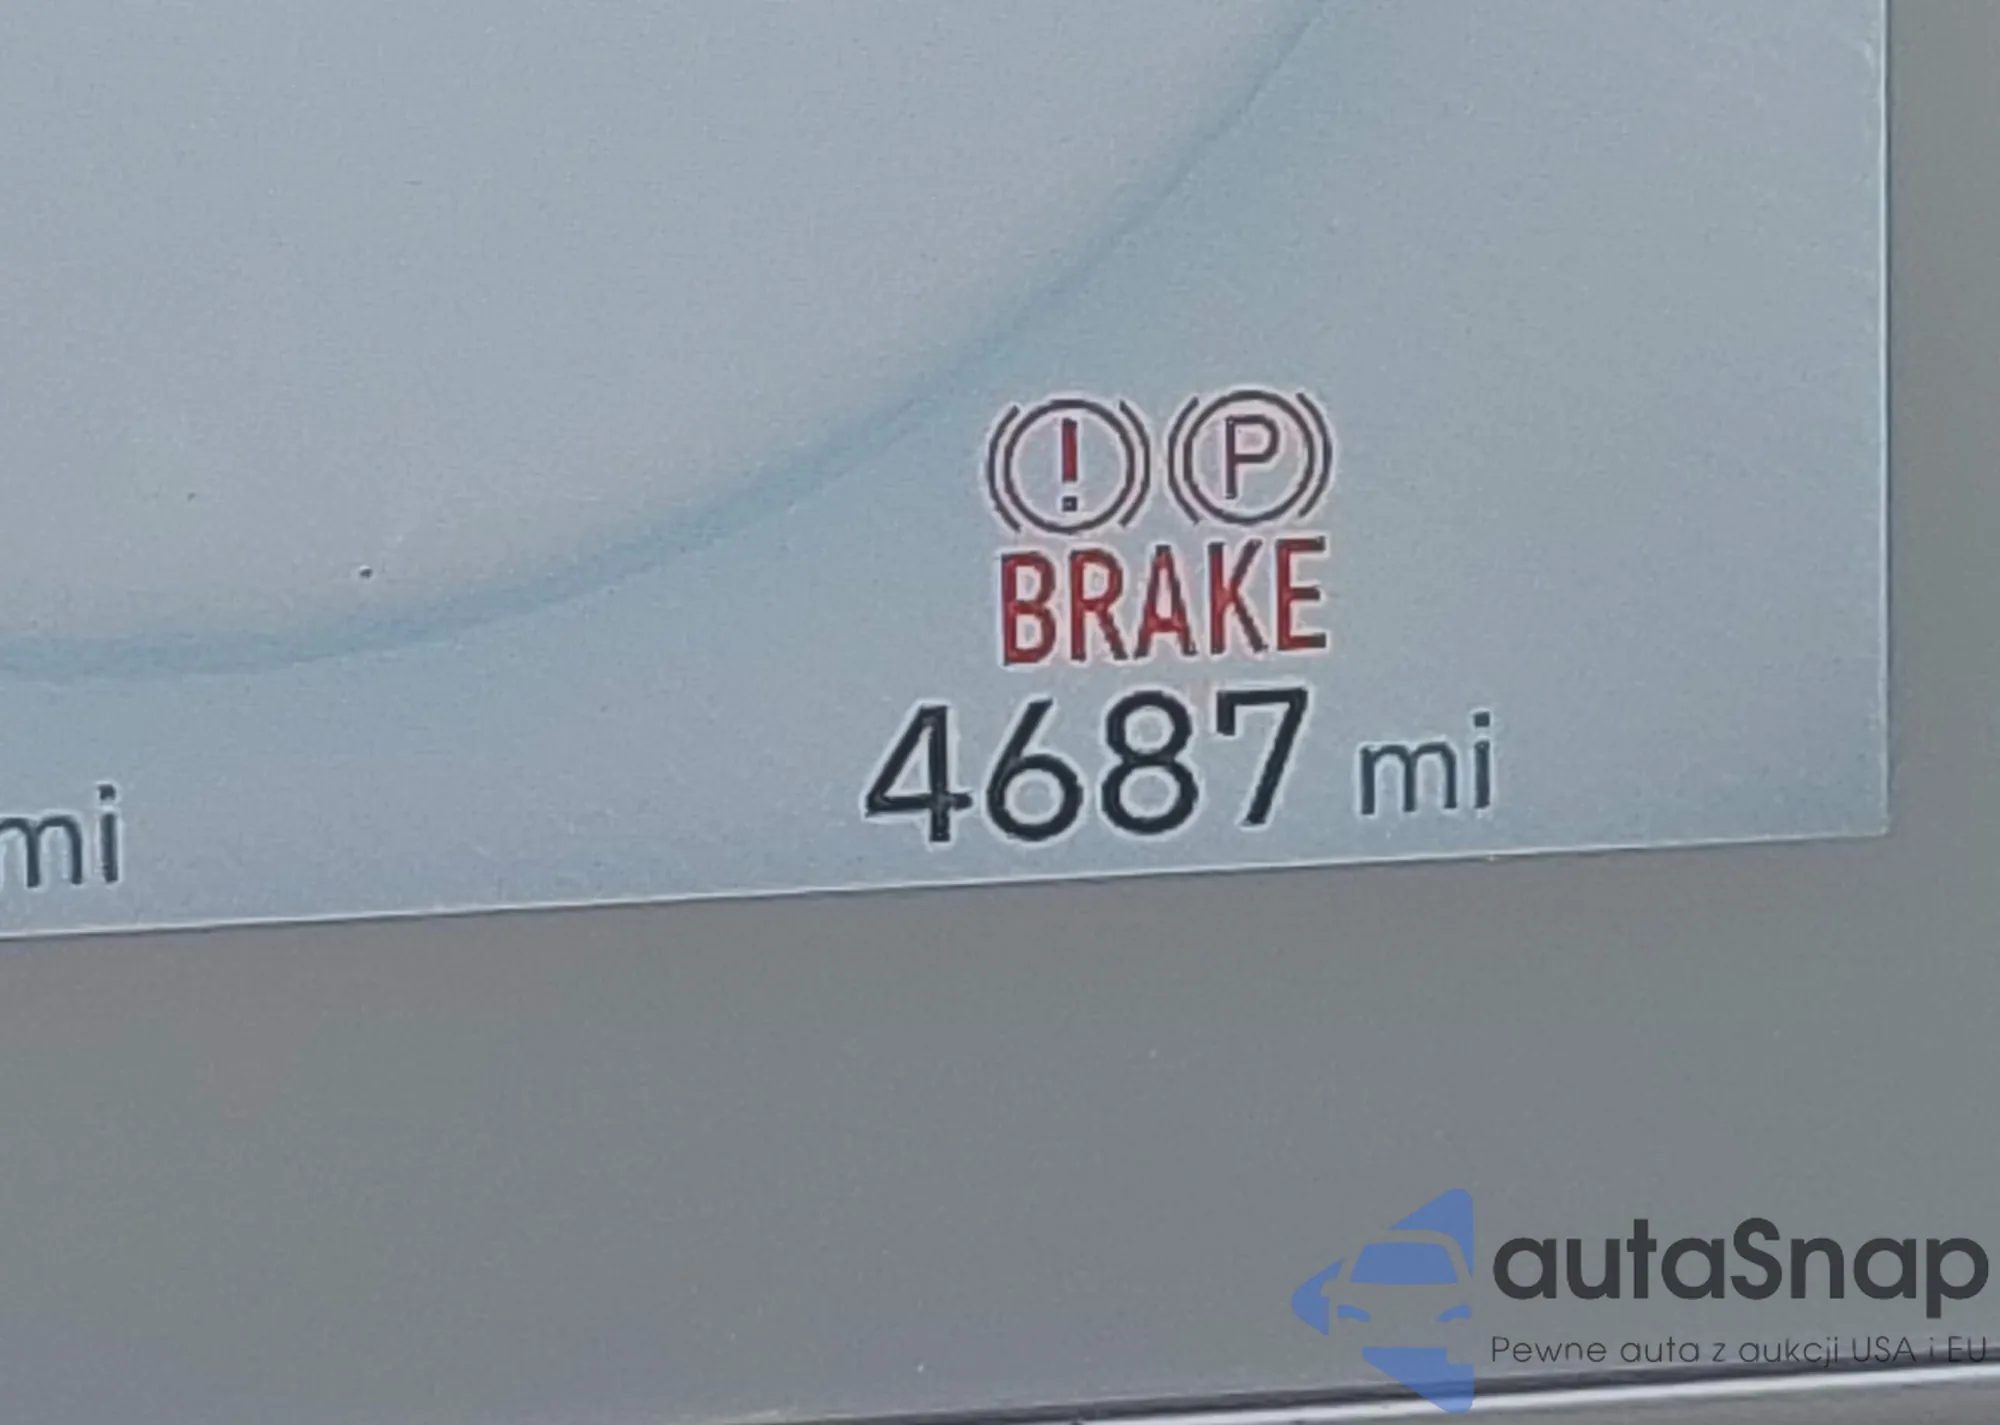 ! P
BRAKE
4687 mi
mi
autaSnap
Pewne auta z aukcji USA i EU